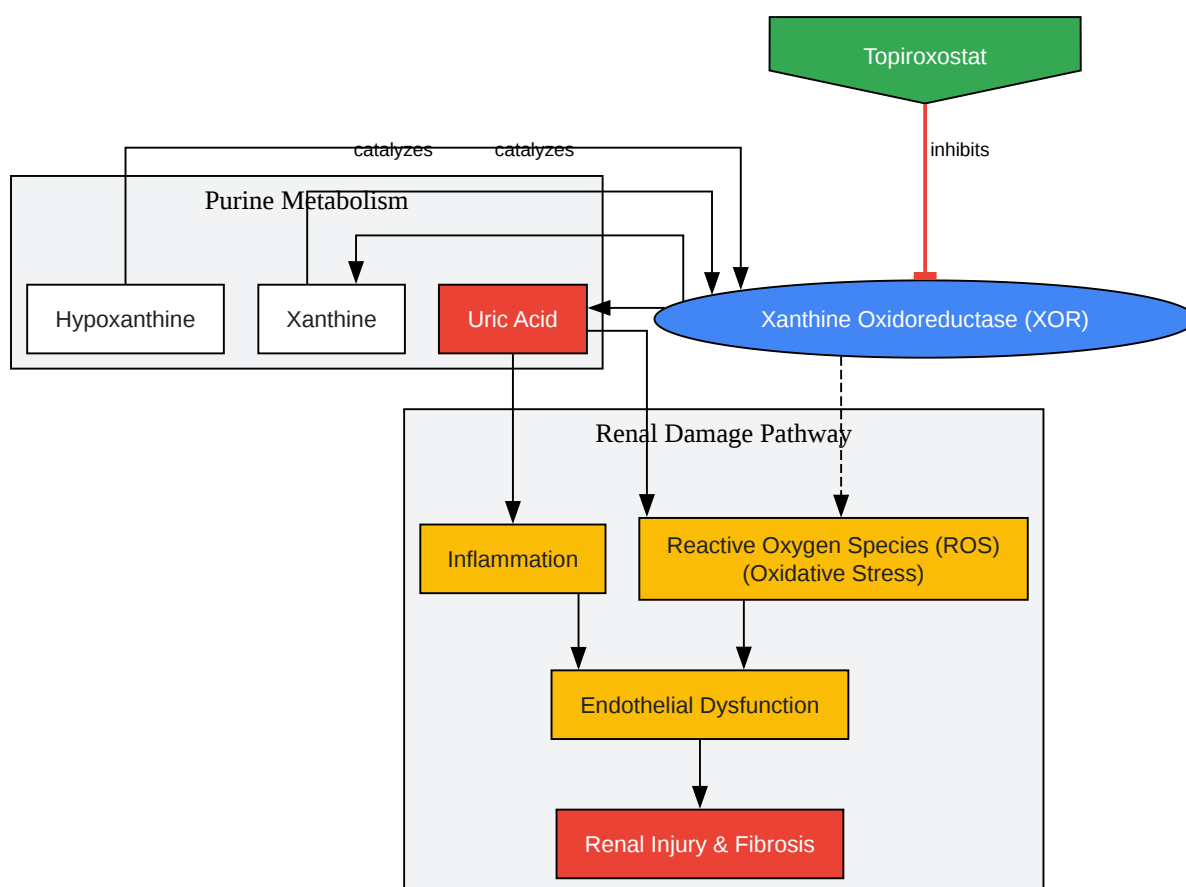 Topiroxostat
catalyzes
catalyzes
inhibits
Purine Metabolism
Hypoxanthine
Xanthine
Uric Acid
Xanthine Oxidoreductase (XOR)
Renal Damage Pathway
Inflammation
Reactive Oxygen Species (ROS)
(Oxidative Stress)
Endothelial Dysfunction
Renal Injury & Fibrosis